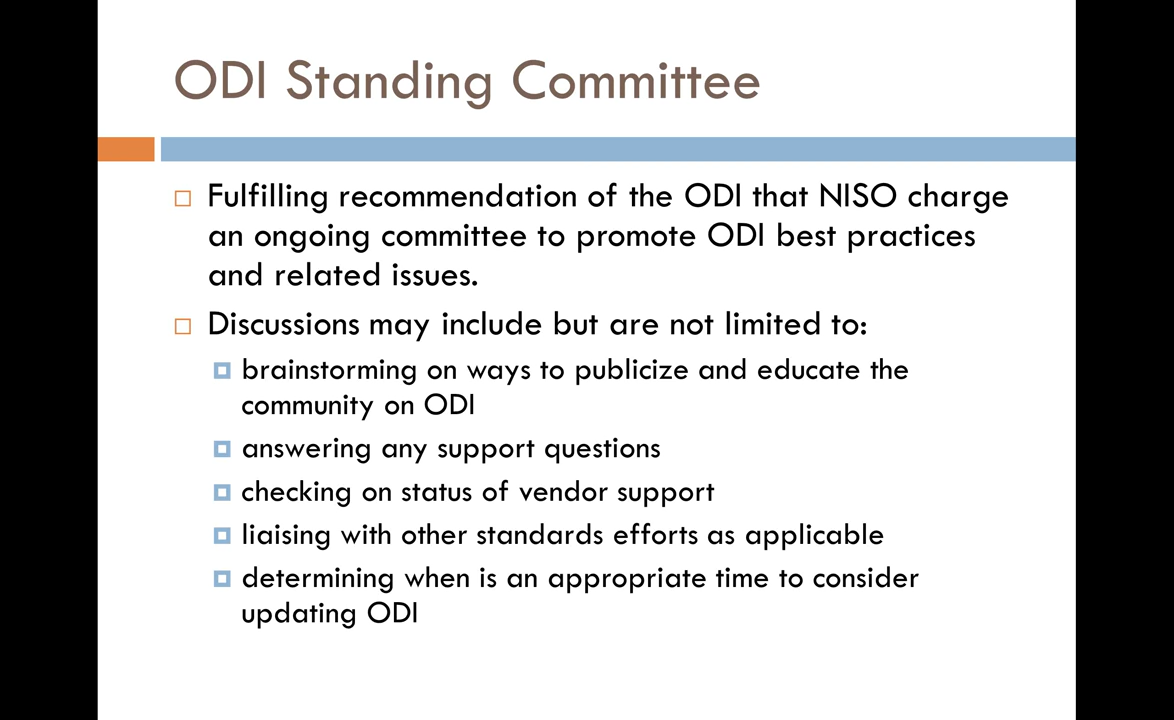 ODI Standing Committee
Fulfilling recommendation of the ODI that NISO charge
an ongoing committee to promote ODI best practices
and related issues.
Discussions may include but are not limited to:
brainstorming on ways to publicize and educate the
community on ODI
answering any support questions
checking on status of vendor support
liaising with other standards efforts as applicable
determining when is an appropriate time to consider
updating ODI